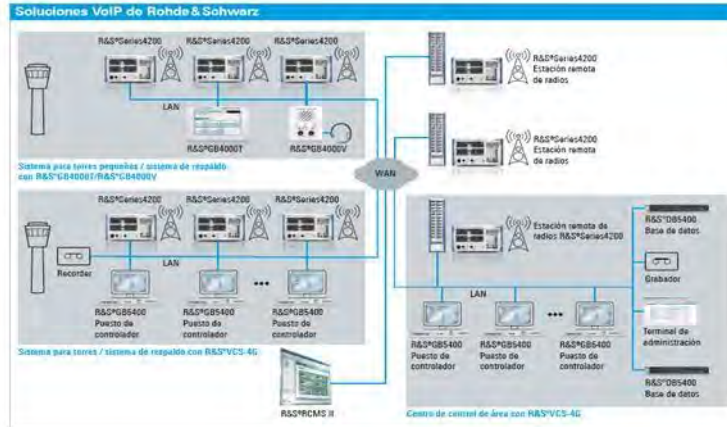 Soluciones VoIP de Rohde & Schwarz
R&S®Series4200
R&S®Series4200
R&S®Series4200
LAN
R&S®GB4000T
R&S®GB4000V
Sistema para torres pequeños / sistema de respaldo
con R&S®GB4000T/R&S®GB4000V
R&S®Series4200
R&S®Series4200
R&S®Series4200
Recorder
LAN
R&S®GB5400
Puesto de
controlador
R&S®GB5400
Puesto de
controlador
R&S®GB5400
Puesto de
controlador
Sistema para torres / sistema de respaldo con R&S®VCS-4G
R&S®RCMS II
WAN
R&S®Series4200
Estación remota
de radios
R&S®Series4200
Estación remota
de radios
Estación remota de
radios R&S®Series4200
R&S®DB5400
Base de datos
Grabador
LAN
Terminal de
administración
R&S®GB5400
Puesto de
controlador
R&S®GB5400
Puesto de
controlador
R&S®GB5400
Puesto de
controlador
R&S®DB5400
Base de datos
Centro de control de área con R&S®VCS-4G